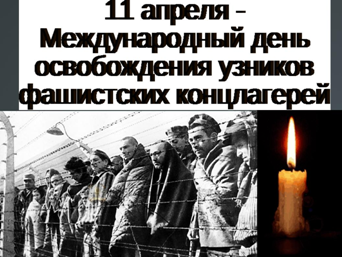 11 апреля -
Международный день
освобождения узников
фашистских концлагерей